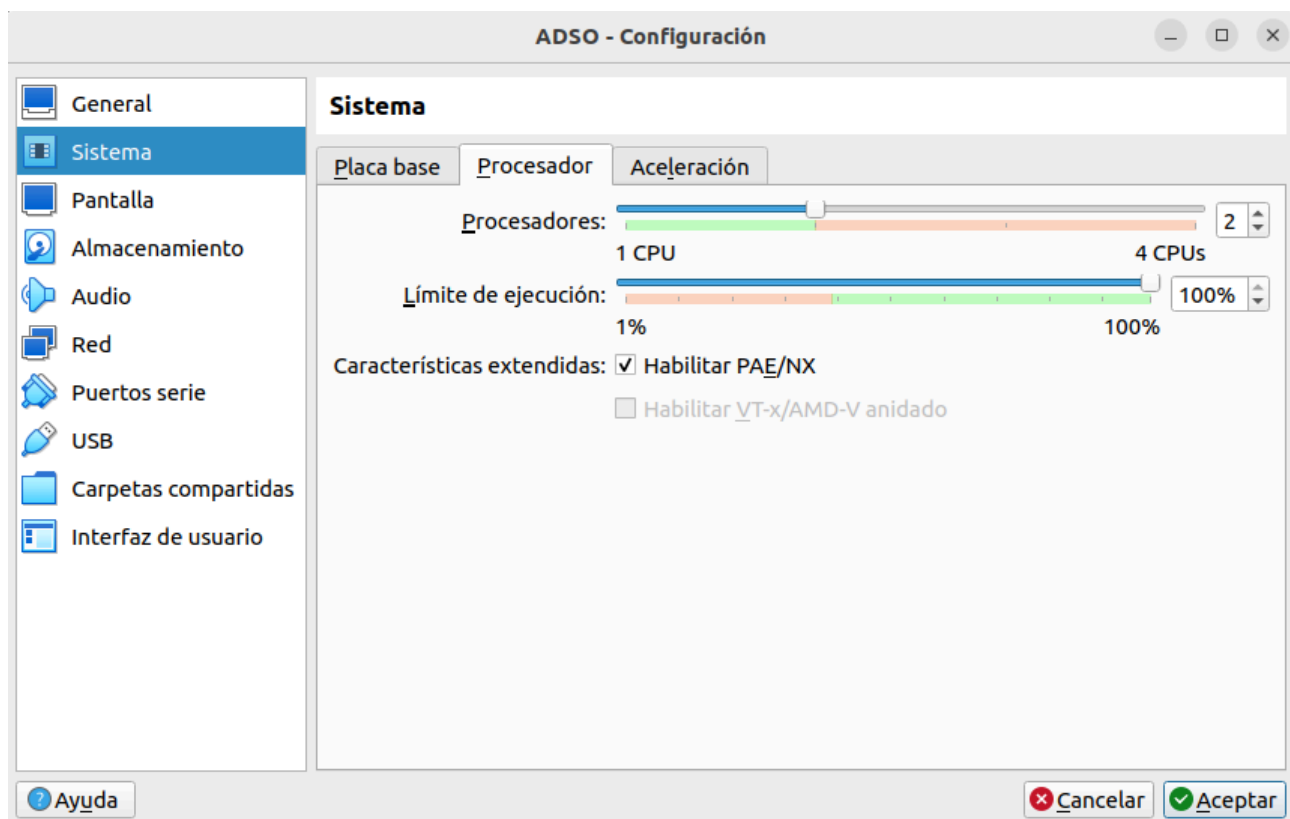 ADSO - Configuración
General
Sistema
Pantalla
Almacenamiento
Audio
Red
Puertos serie
USB
Carpetas compartidas
Interfaz de usuario
Sistema
Placa base Procesador Aceleración
Procesadores: 2
1 CPU 4 CPUs
Límite de ejecución: 100%
1% 100%
Características extendidas: Habilitar PAE/NX
Habilitar VT-x/AMD-V anidado
Ayuda Cancelar Aceptar